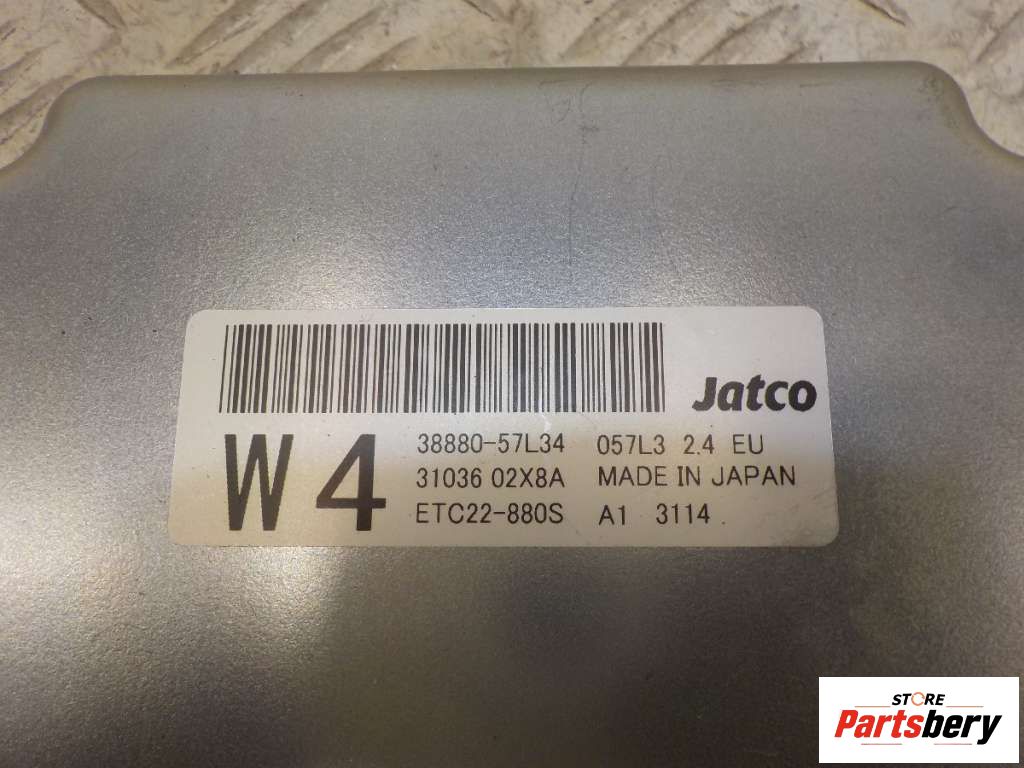 Jatco
W4
38880-57L34 057L3 2.4 EU
31036 02X8A MADE IN JAPAN
ETC22-880S A1 3114
STORE
Partsbery